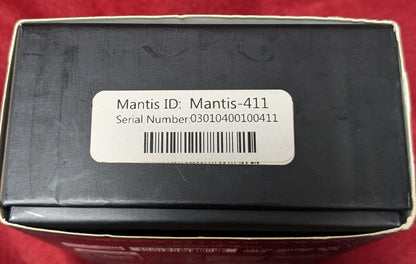 Mantis ID: Mantis-411
Serial Number:03010400100411